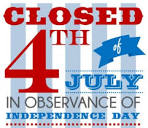 CLOSED
4TH
of
JULY
IN OBSERVANCE OF
INDEPENDENCE DAY